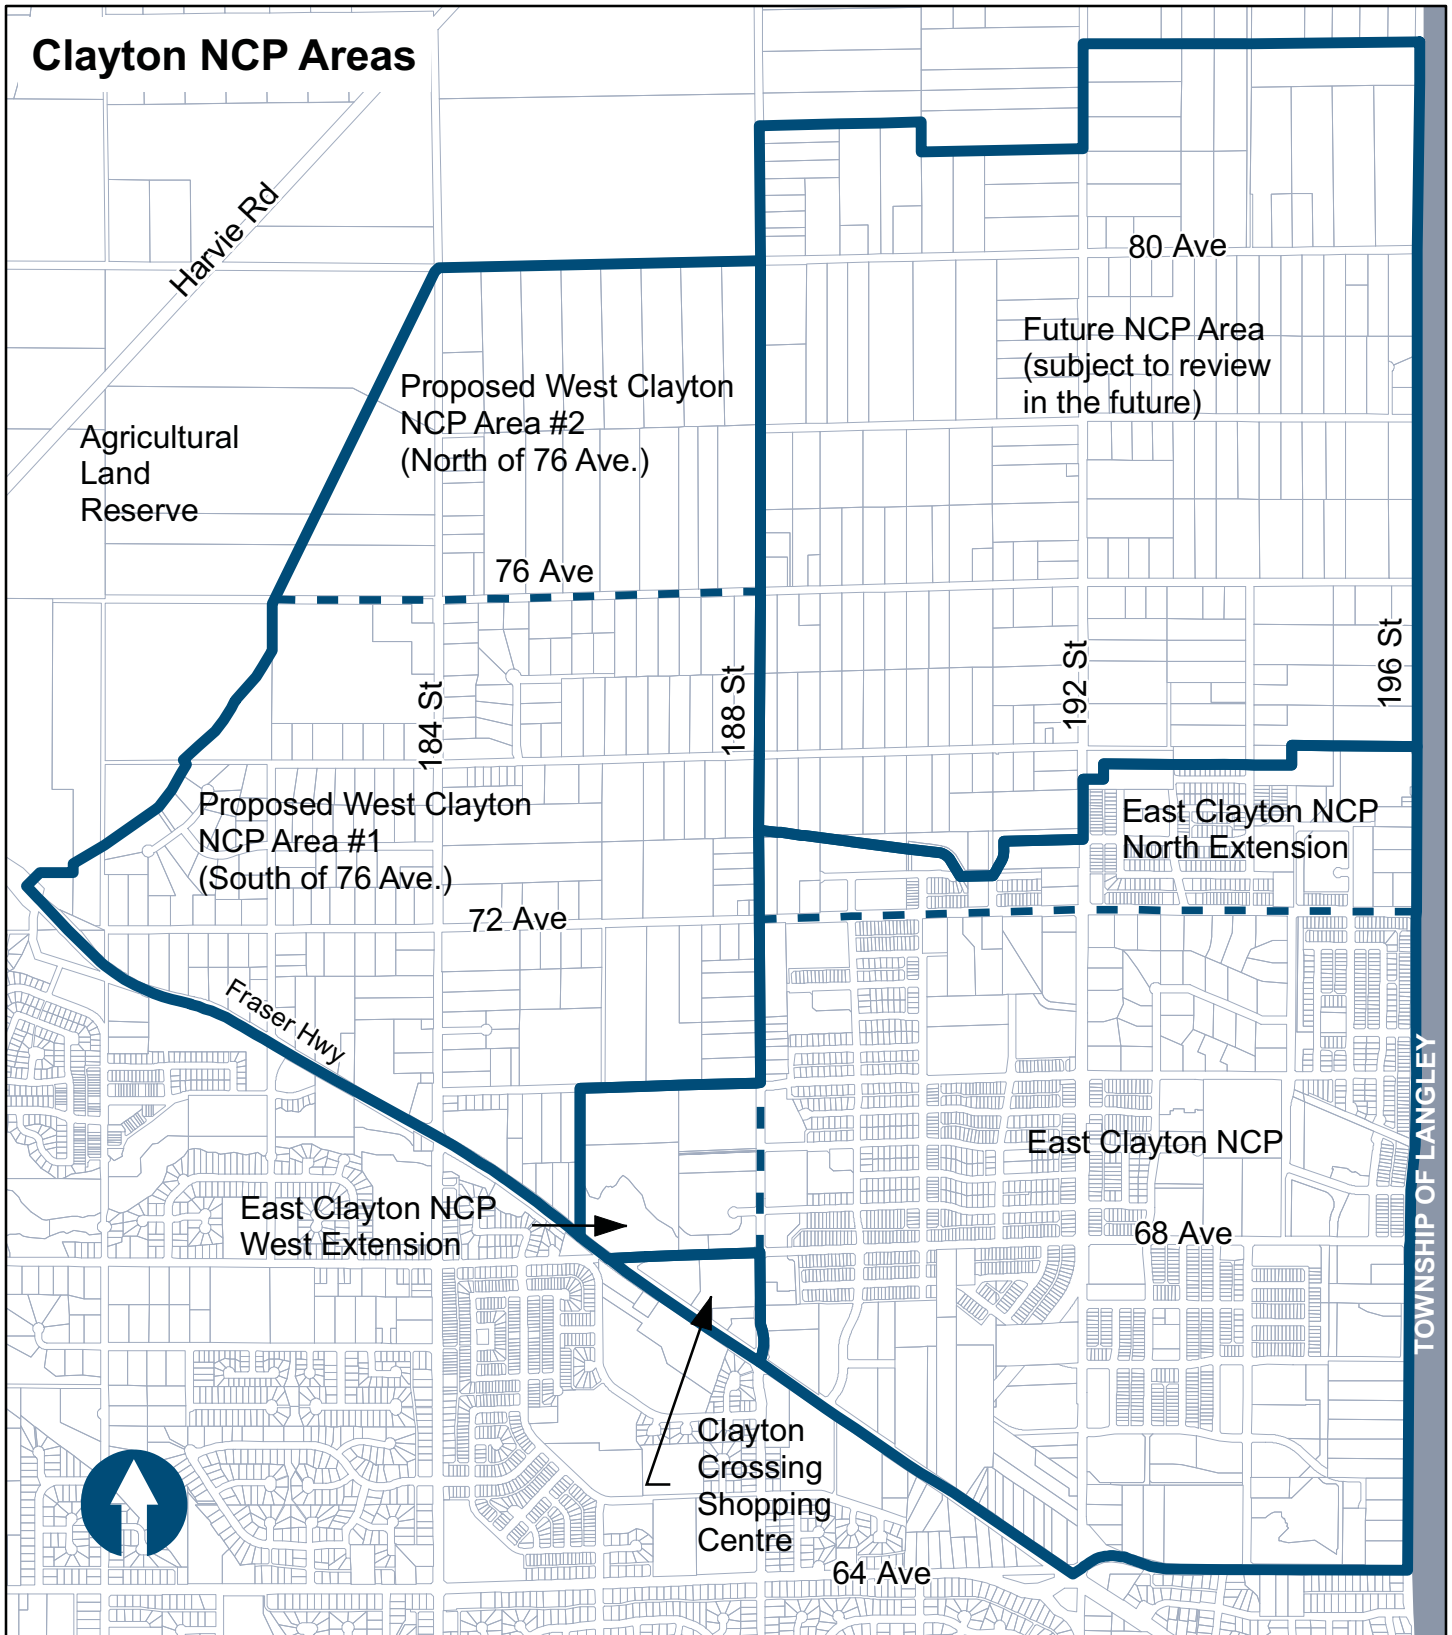 Clayton NCP Areas
Harvie Rd
80 Ave
Future NCP Area
(subject to review
in the future)
Proposed West Clayton
NCP Area #2
(North of 76 Ave.)
Agricultural
Land
Reserve
76 Ave
184 St
188 St
192 St
196 St
Proposed West Clayton
NCP Area #1
(South of 76 Ave.)
East Clayton NCP
North Extension
72 Ave
Fraser Hwy
East Clayton NCP
TOWNSHIP OF LANGLEY
East Clayton NCP
West Extension
68 Ave
Clayton
Crossing
Shopping
Centre
64 Ave